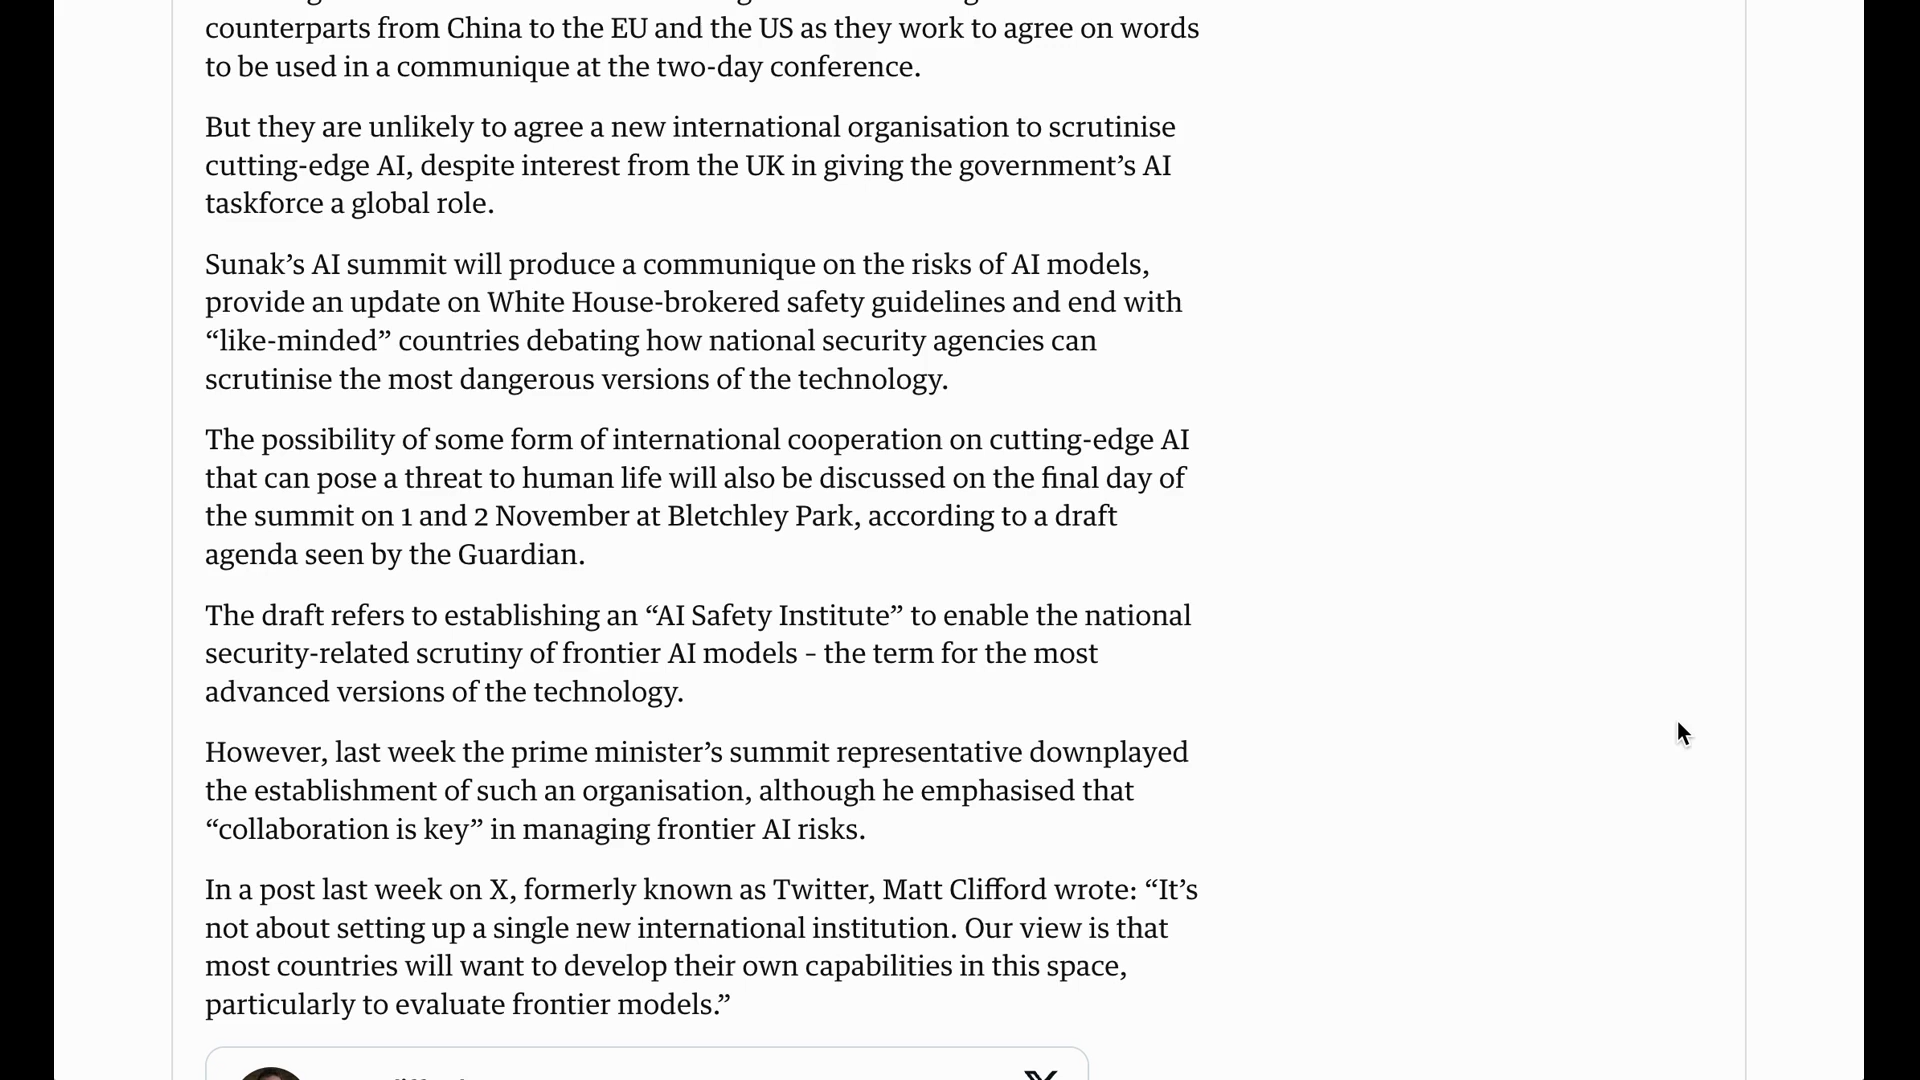 counterparts from China to the EU and the US as they work to agree on words
to be used in a communique at the two-day conference.
But they are unlikely to agree a new international organisation to scrutinise
cutting-edge AI, despite interest from the UK in giving the government’s AI
taskforce a global role.
Sunak’s AI summit will produce a communique on the risks of AI models,
provide an update on White House-brokered safety guidelines and end with
“like-minded” countries debating how national security agencies can
scrutinise the most dangerous versions of the technology.
The possibility of some form of international cooperation on cutting-edge AI
that can pose a threat to human life will also be discussed on the final day of
the summit on 1 and 2 November at Bletchley Park, according to a draft
agenda seen by the Guardian.
The draft refers to establishing an “AI Safety Institute” to enable the national
security-related scrutiny of frontier AI models – the term for the most
advanced versions of the technology.
However, last week the prime minister’s summit representative downplayed
the establishment of such an organisation, although he emphasised that
“collaboration is key” in managing frontier AI risks.
In a post last week on X, formerly known as Twitter, Matt Clifford wrote: “It’s
not about setting up a single new international institution. Our view is that
most countries will want to develop their own capabilities in this space,
particularly to evaluate frontier models.”